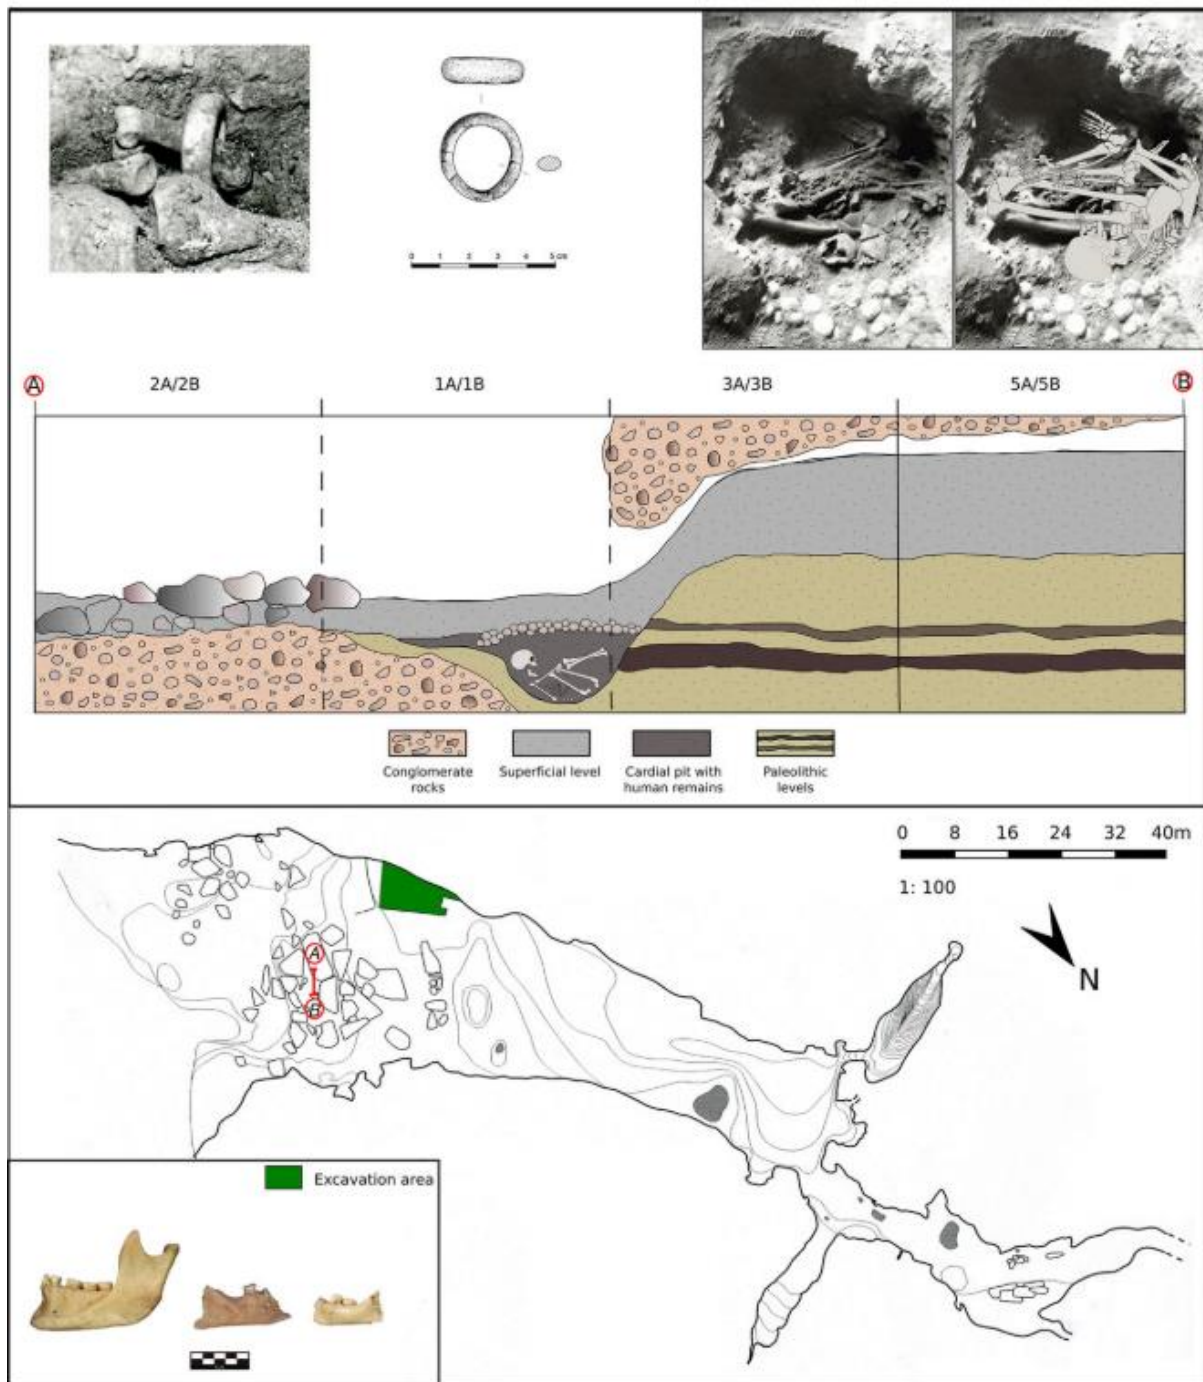 0 1 2 3 4 5 cm
A 2A/2B 1A/1B 3A/3B 5A/5B B
Conglomerate
rocks
Superficial level
Cardial pit with
human remains
Paleolithic
levels
0 8 16 24 32 40m
1: 100
N
A
B
Excavation area